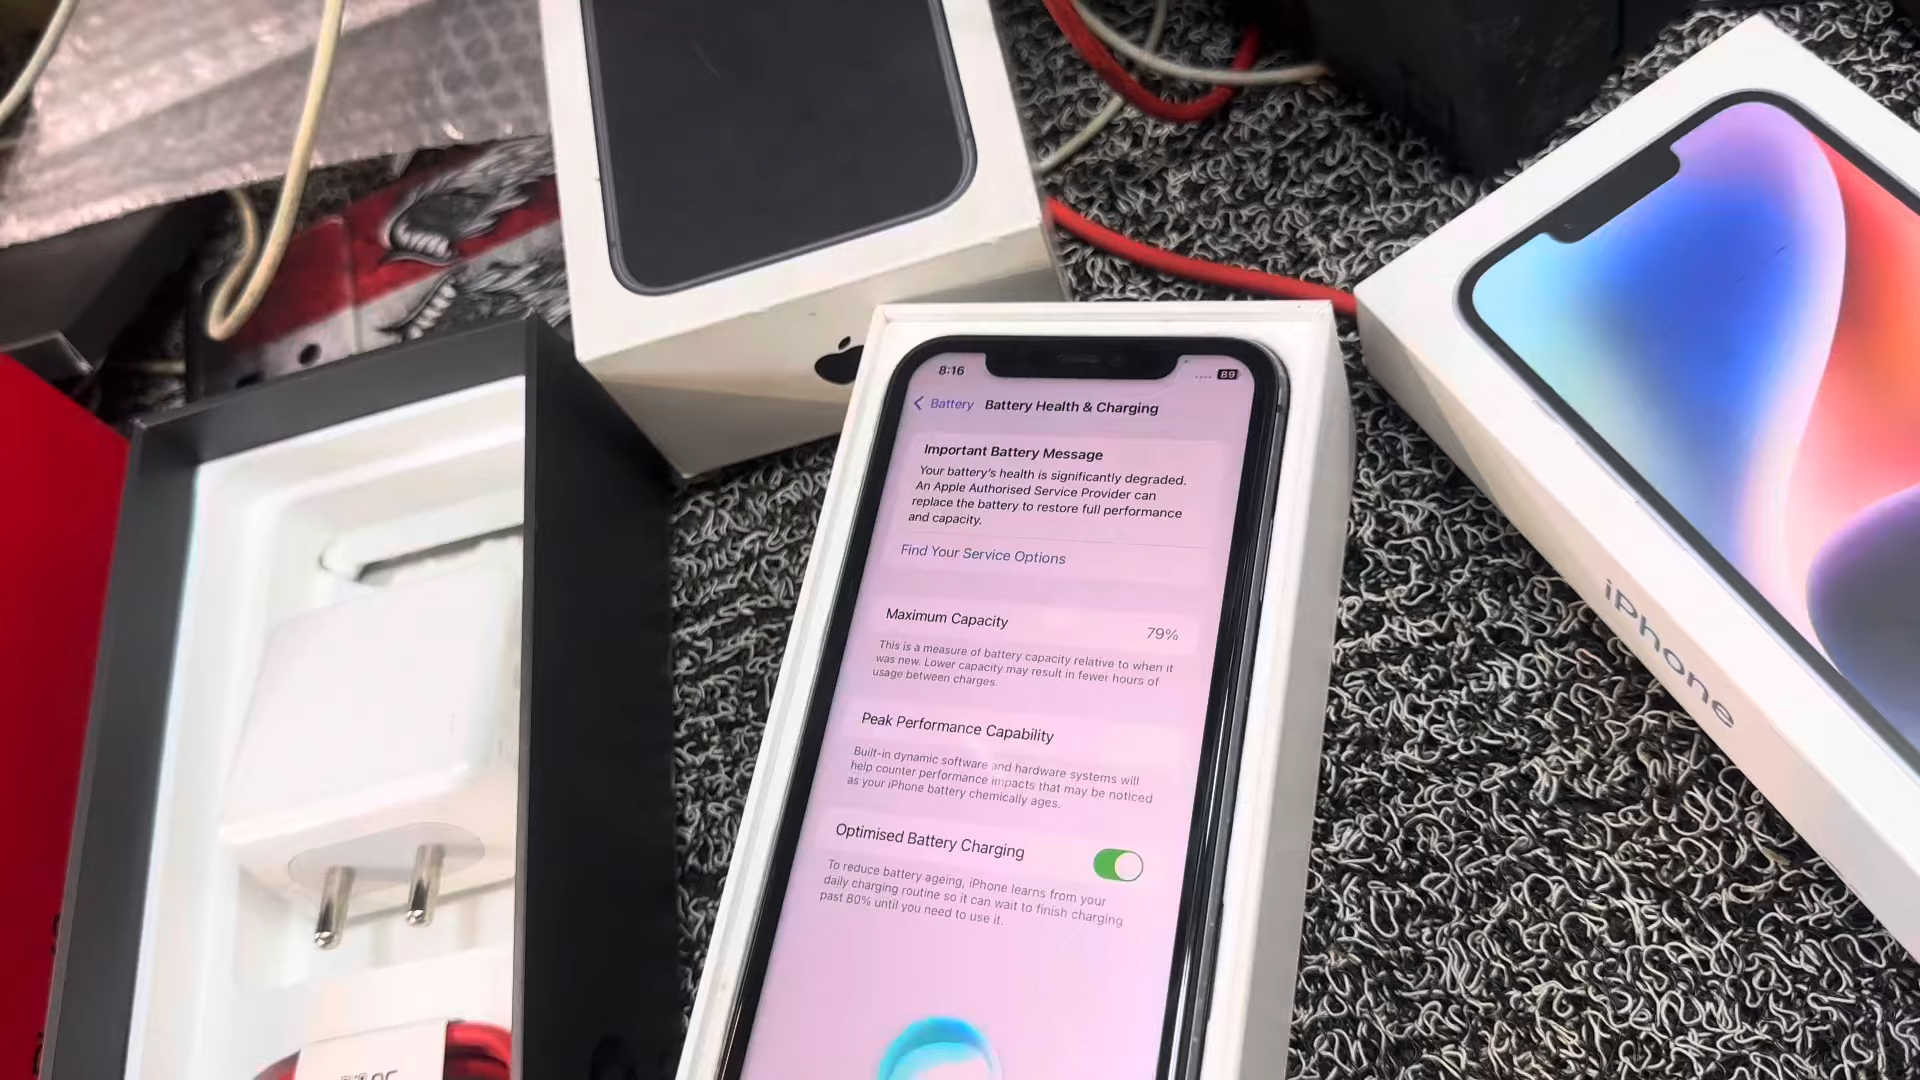 8:16
89
Battery
Battery Health & Charging
Important Battery Message
Your battery's health is significantly degraded.
An Apple Authorised Service Provider can
replace the battery to restore full performance
and capacity.
Find Your Service Options
Maximum Capacity
79%
This is a measure of battery capacity relative to when it
was new. Lower capacity may result in fewer hours of
usage between charges.
Peak Performance Capability
Built-in dynamic software and hardware systems will
help counter performance impacts that may be noticed
as your iPhone battery chemically ages.
Optimised Battery Charging
To reduce battery ageing, iPhone learns from your
daily charging routine so it can wait to finish charging
past 80% until you need to use it.
iPhone